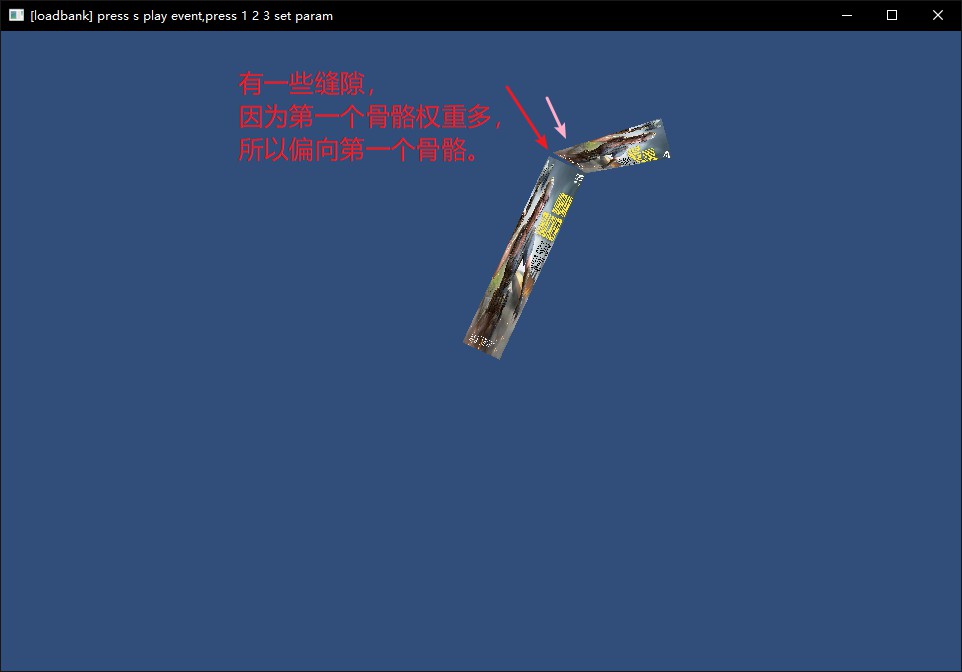 [loadbank] press s play event,press 1 2 3 set param
有一些缝隙，
因为第一个骨骼权重多，
所以偏向第一个骨骼。